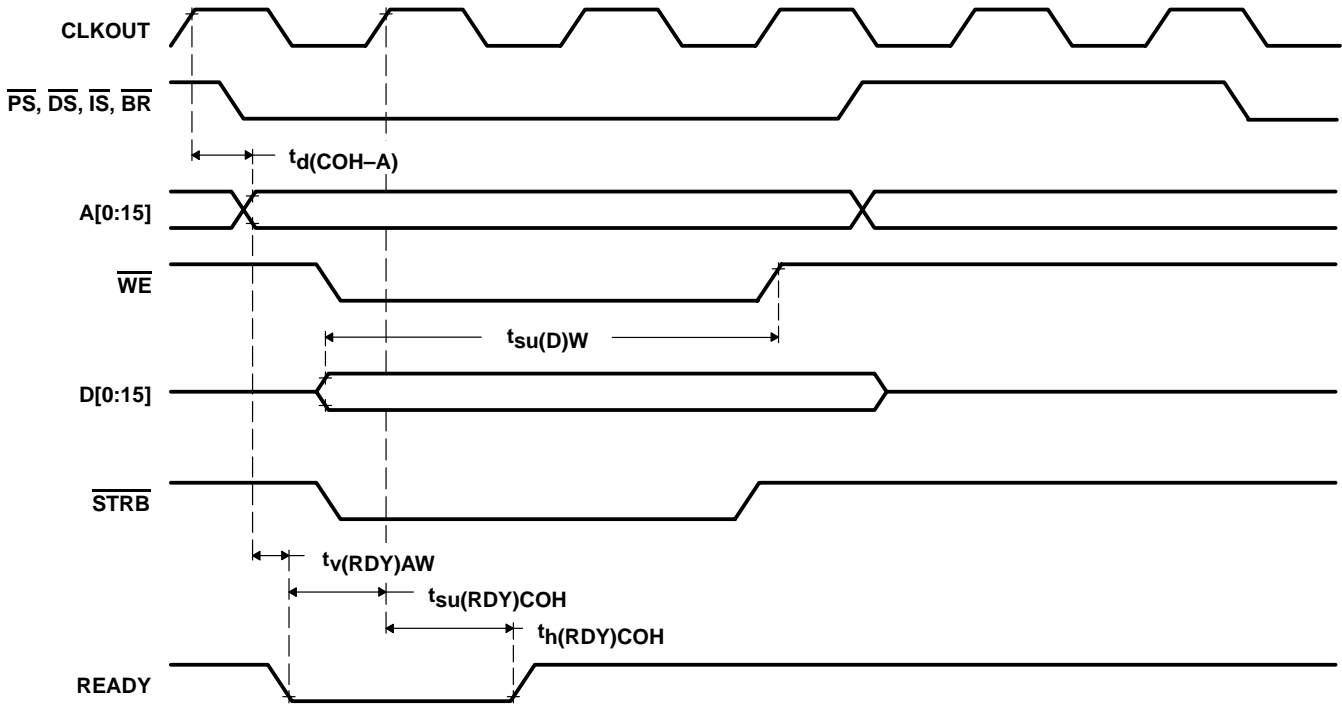 CLKOUT
PS, DS, IS, BR
td(COH–A)
A[0:15]
WE
tsu(D)W
D[0:15]
STRB
tv(RDY)AW
tsu(RDY)COH
th(RDY)COH
READY